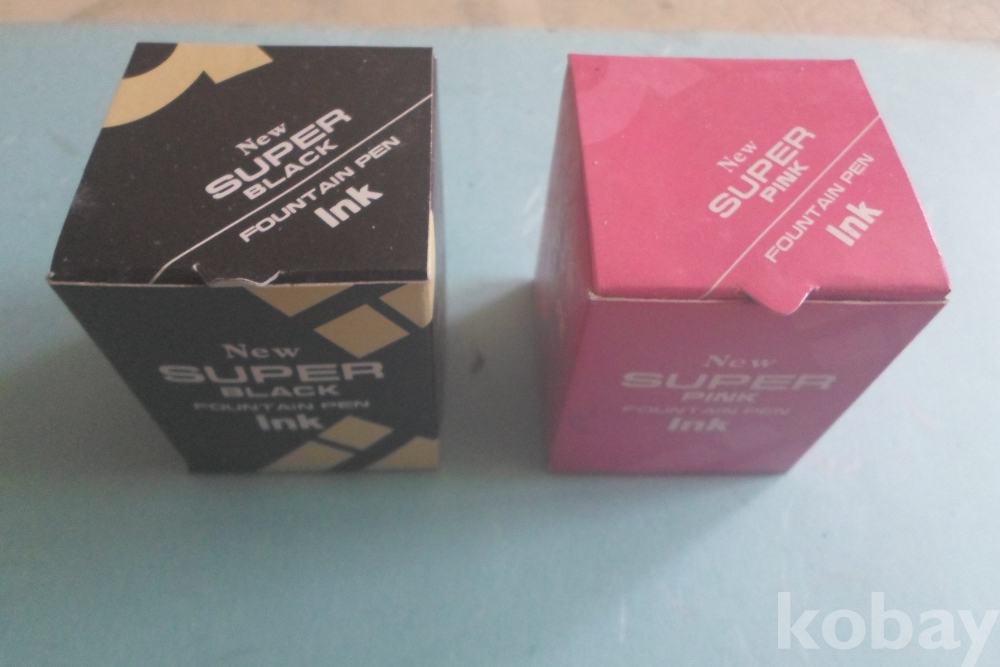 New
SUPER
BLACK
FOUNTAIN PEN
Ink
New
SUPER
BLACK
FOUNTAIN PEN
Ink
New
SUPER
PINK
FOUNTAIN PEN
Ink
New
SUPER
PINK
FOUNTAIN PEN
Ink
kobay